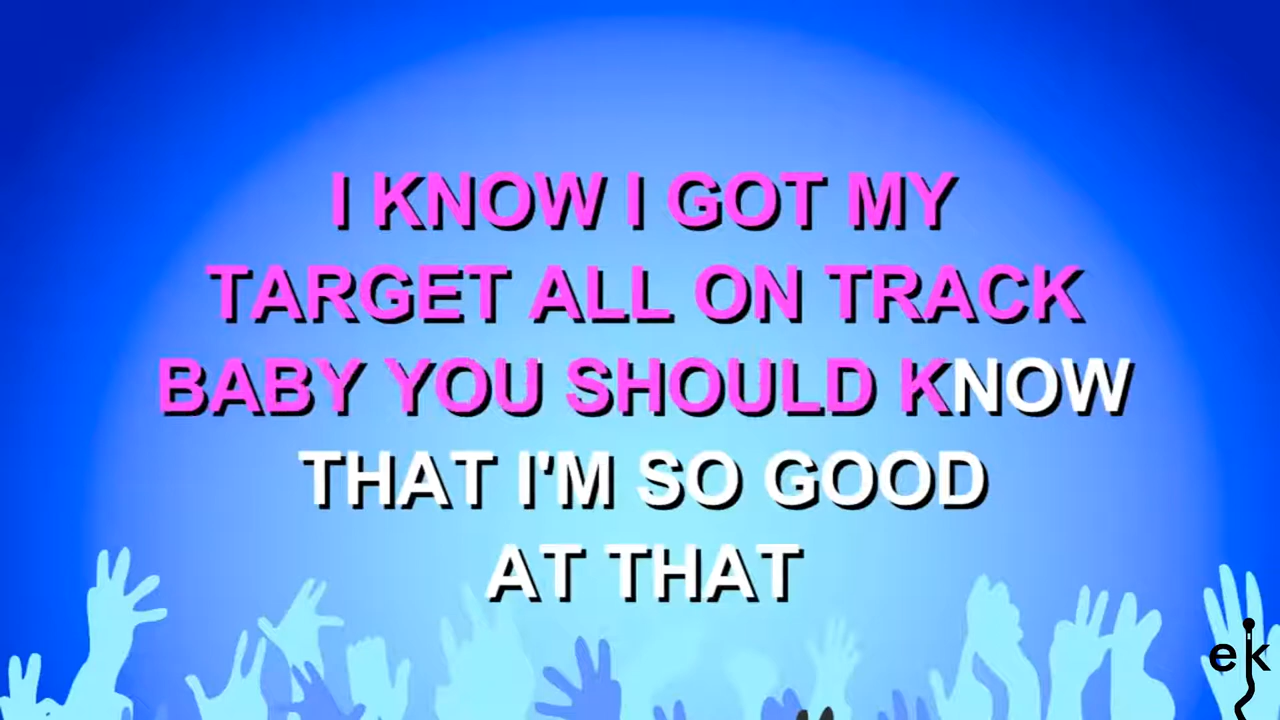 I KNOW I GOT MY
TARGET ALL ON TRACK
BABY YOU SHOULD KNOW
THAT I'M SO GOOD
AT THAT
ek